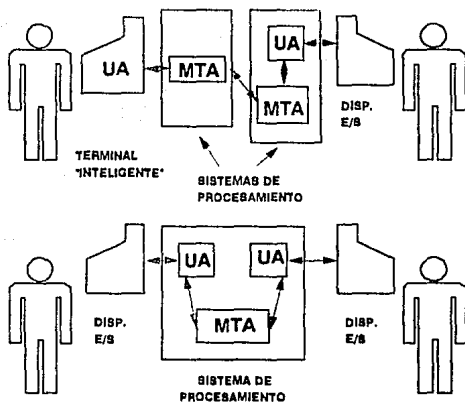 UA
MTA
UA
MTA
DISP.
E/S
TERMINAL
"INTELIGENTE"
SISTEMAS DE
PROCESAMIENTO
UA
UA
MTA
DISP.
E/S
DISP.
E/S
SISTEMA DE
PROCESAMIENTO